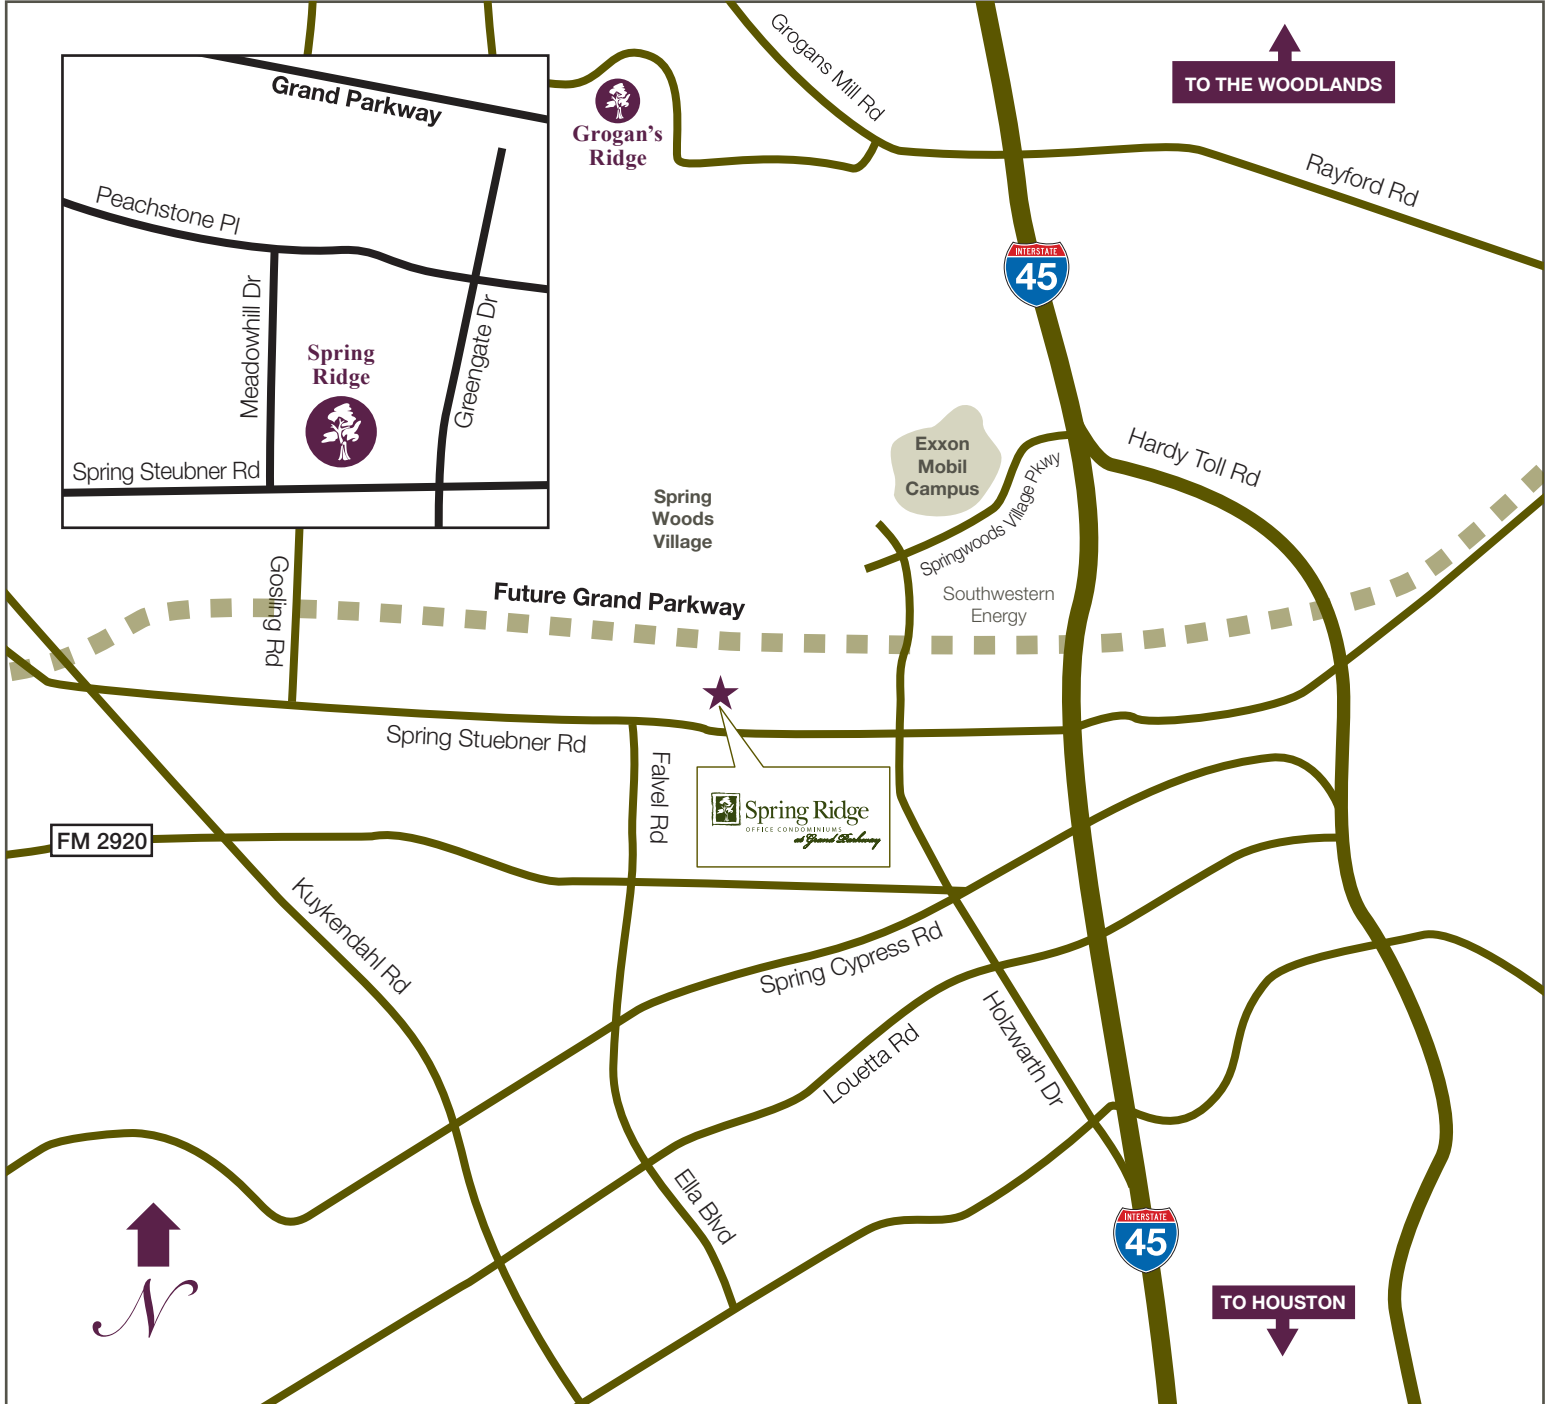 Grogans Mill Rd
TO THE WOODLANDS
Grand Parkway
Grogan's
Ridge
Rayford Rd
Peachstone Pl
INTERSTATE
45
Meadowhill Dr
Greengate Dr
Spring
Ridge
Spring Steubner Rd
Exxon
Mobil
Campus
Hardy Toll Rd
Springwoods Village Pkwy
Spring
Woods
Village
Gosling Rd
Future Grand Parkway
Southwestern
Energy
Spring Stuebner Rd
Falvel Rd
Spring Ridge
OFFICE CONDOMINIUMS
at Grand Parkway
FM 2920
Kuykendahl Rd
Spring Cypress Rd
Louetta Rd
Holzwarth Dr
Ella Blvd
INTERSTATE
45
N
TO HOUSTON